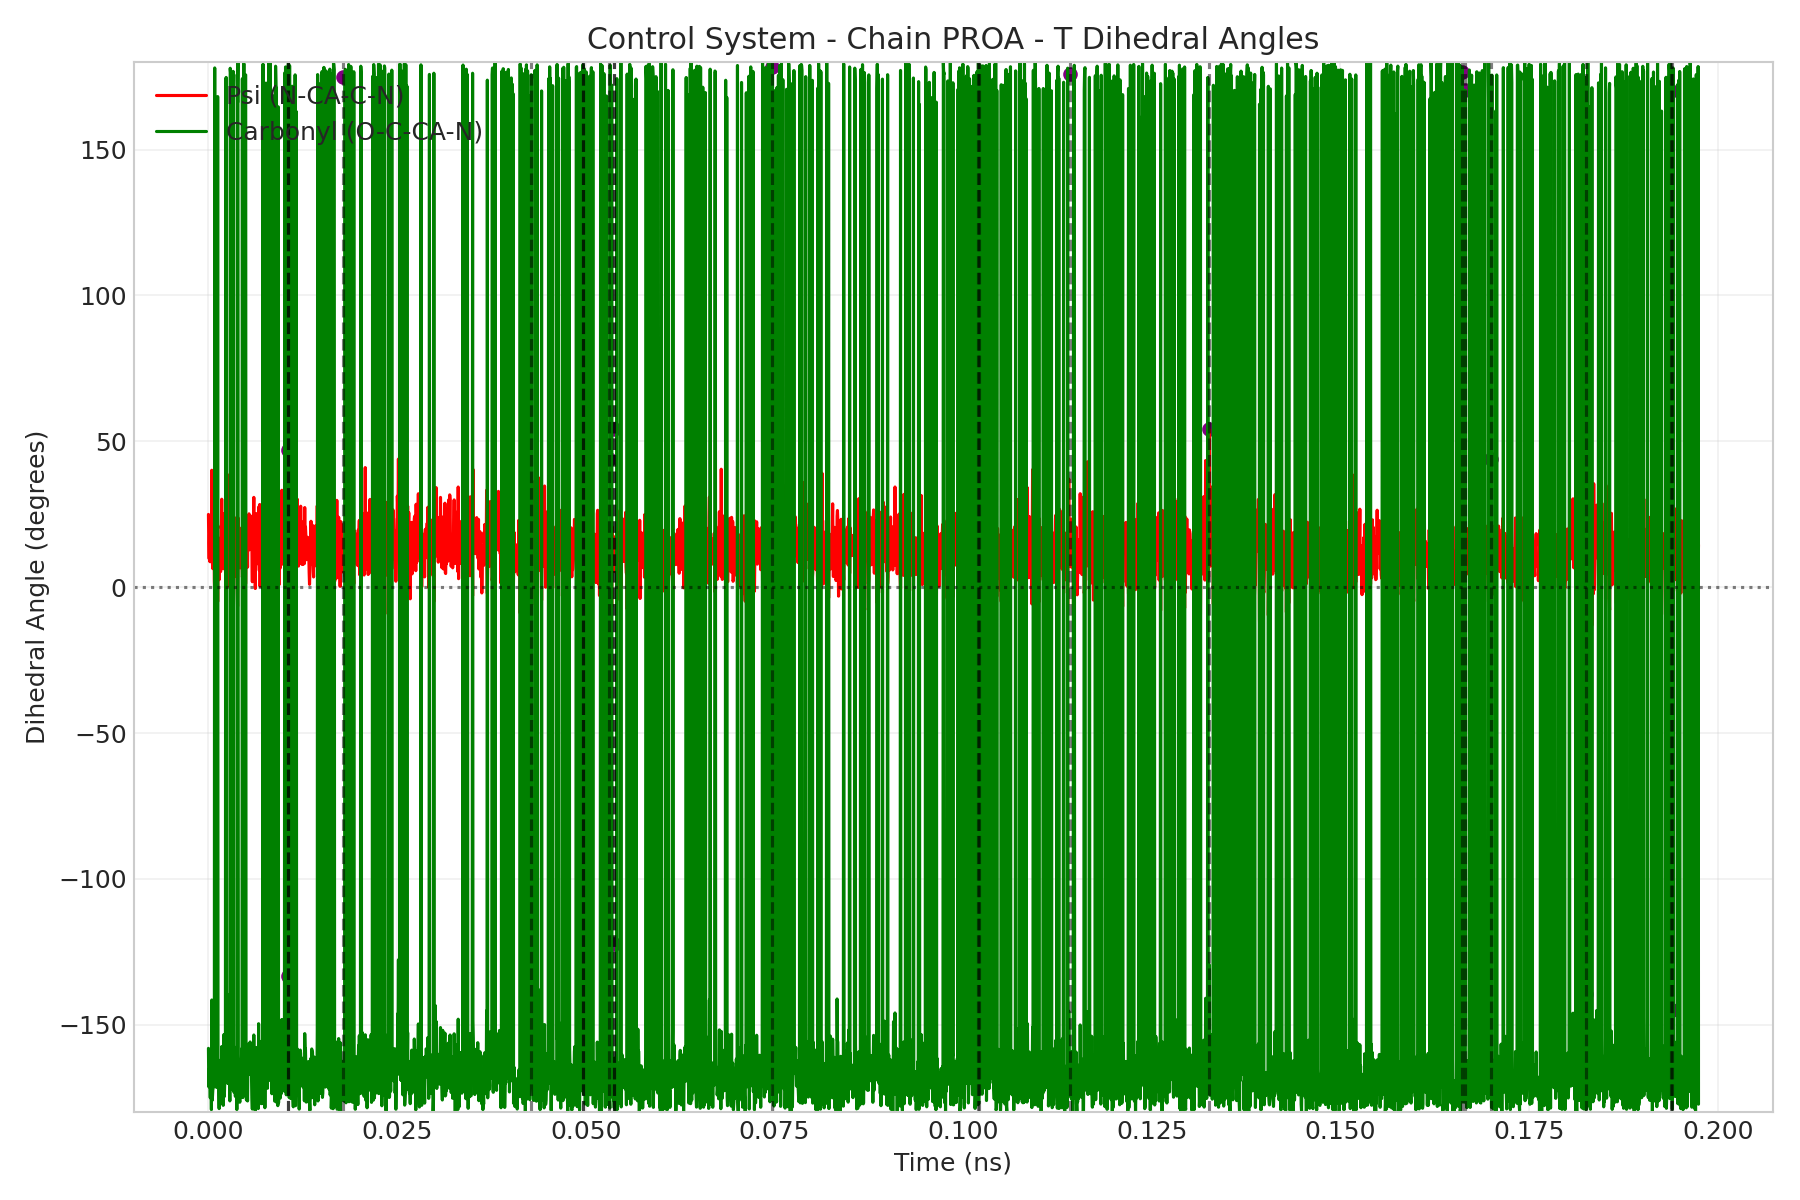 Control System - Chain PROA - T Dihedral Angles
Psi (N-CA-C-N)
Carbonyl (O-C-CA-N)
Dihedral Angle (degrees)
150
100
50
0
−50
−100
−150
0.000 0.025 0.050 0.075 0.100 0.125 0.150 0.175 0.200
Time (ns)